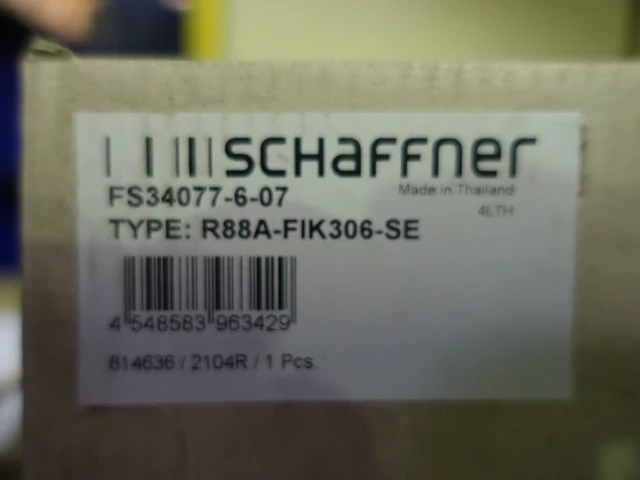 SCHaFFner
FS34077-6-07
Made in Thailand
4LTH
TYPE: R88A-FIK306-SE
4 548583 963429
814636 / 2104R / 1 Pcs.